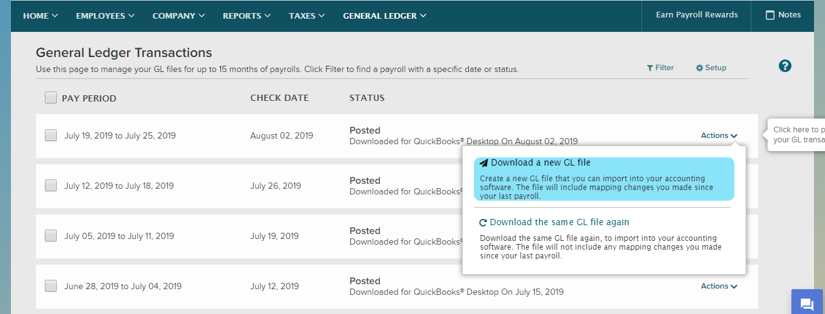 HOME EMPLOYEES COMPANY REPORTS TAXES GENERAL LEDGER Earn Payroll Rewards Notes
General Ledger Transactions
Use this page to manage your GL files for up to 15 months of payrolls. Click Filter to find a payroll with a specific date or status.
Filter Setup ?
PAY PERIOD CHECK DATE STATUS
July 19, 2019 to July 25, 2019 August 02, 2019 Posted
Downloaded for QuickBooks® Desktop On August 02, 2019
Actions
Click here to p
your GL transa
Download a new GL file
Create a new GL file that you can import into your accounting
software. The file will include mapping changes you made since
your last payroll.
Download the same GL file again
Download the same GL file again, to import into your accounting
software. The file will not include any mapping changes you made
since your last payroll.
July 12, 2019 to July 18, 2019 July 26, 2019 Posted
Downloaded for QuickBooks®
July 05, 2019 to July 11, 2019 July 19, 2019 Posted
Downloaded for QuickBooks®
June 28, 2019 to July 04, 2019 July 12, 2019 Posted
Downloaded for QuickBooks® Desktop On July 15, 2019
Actions